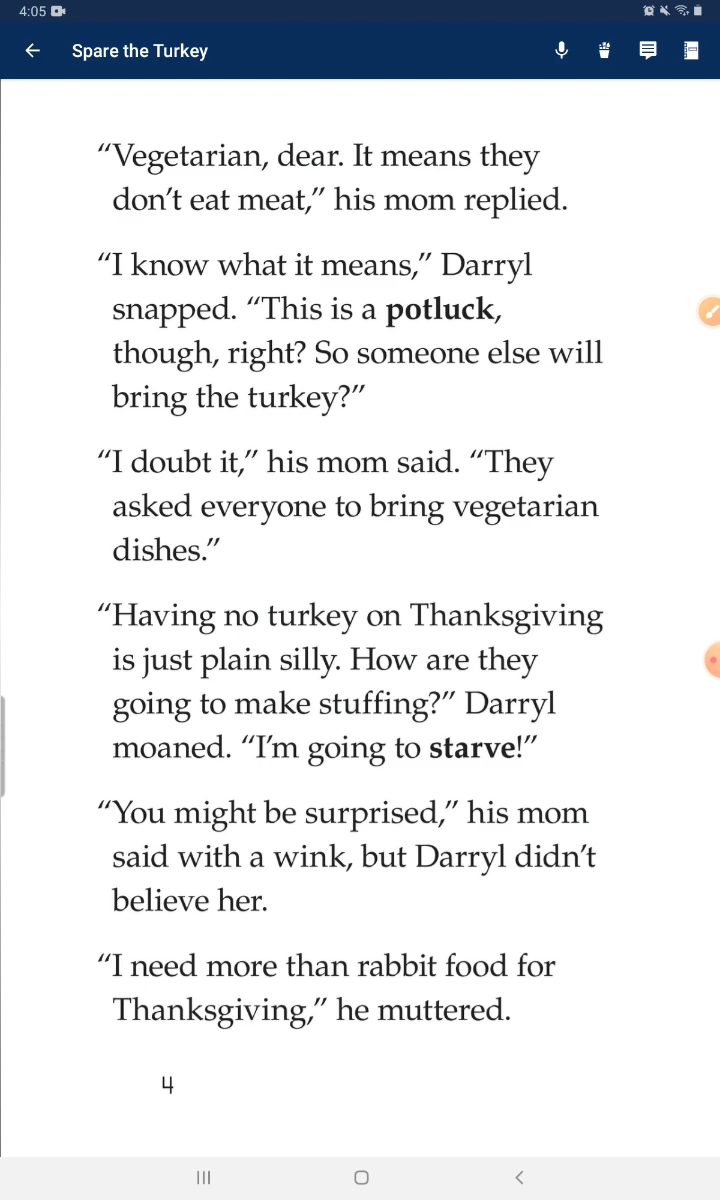 4:05
Spare the Turkey
“Vegetarian, dear. It means they
don’t eat meat,” his mom replied.
“I know what it means,” Darryl
snapped. “This is a potluck,
though, right? So someone else will
bring the turkey?”
“I doubt it,” his mom said. “They
asked everyone to bring vegetarian
dishes.”
“Having no turkey on Thanksgiving
is just plain silly. How are they
going to make stuffing?” Darryl
moaned. “I’m going to starve!”
“You might be surprised,” his mom
said with a wink, but Darryl didn’t
believe her.
“I need more than rabbit food for
Thanksgiving,” he muttered.
4